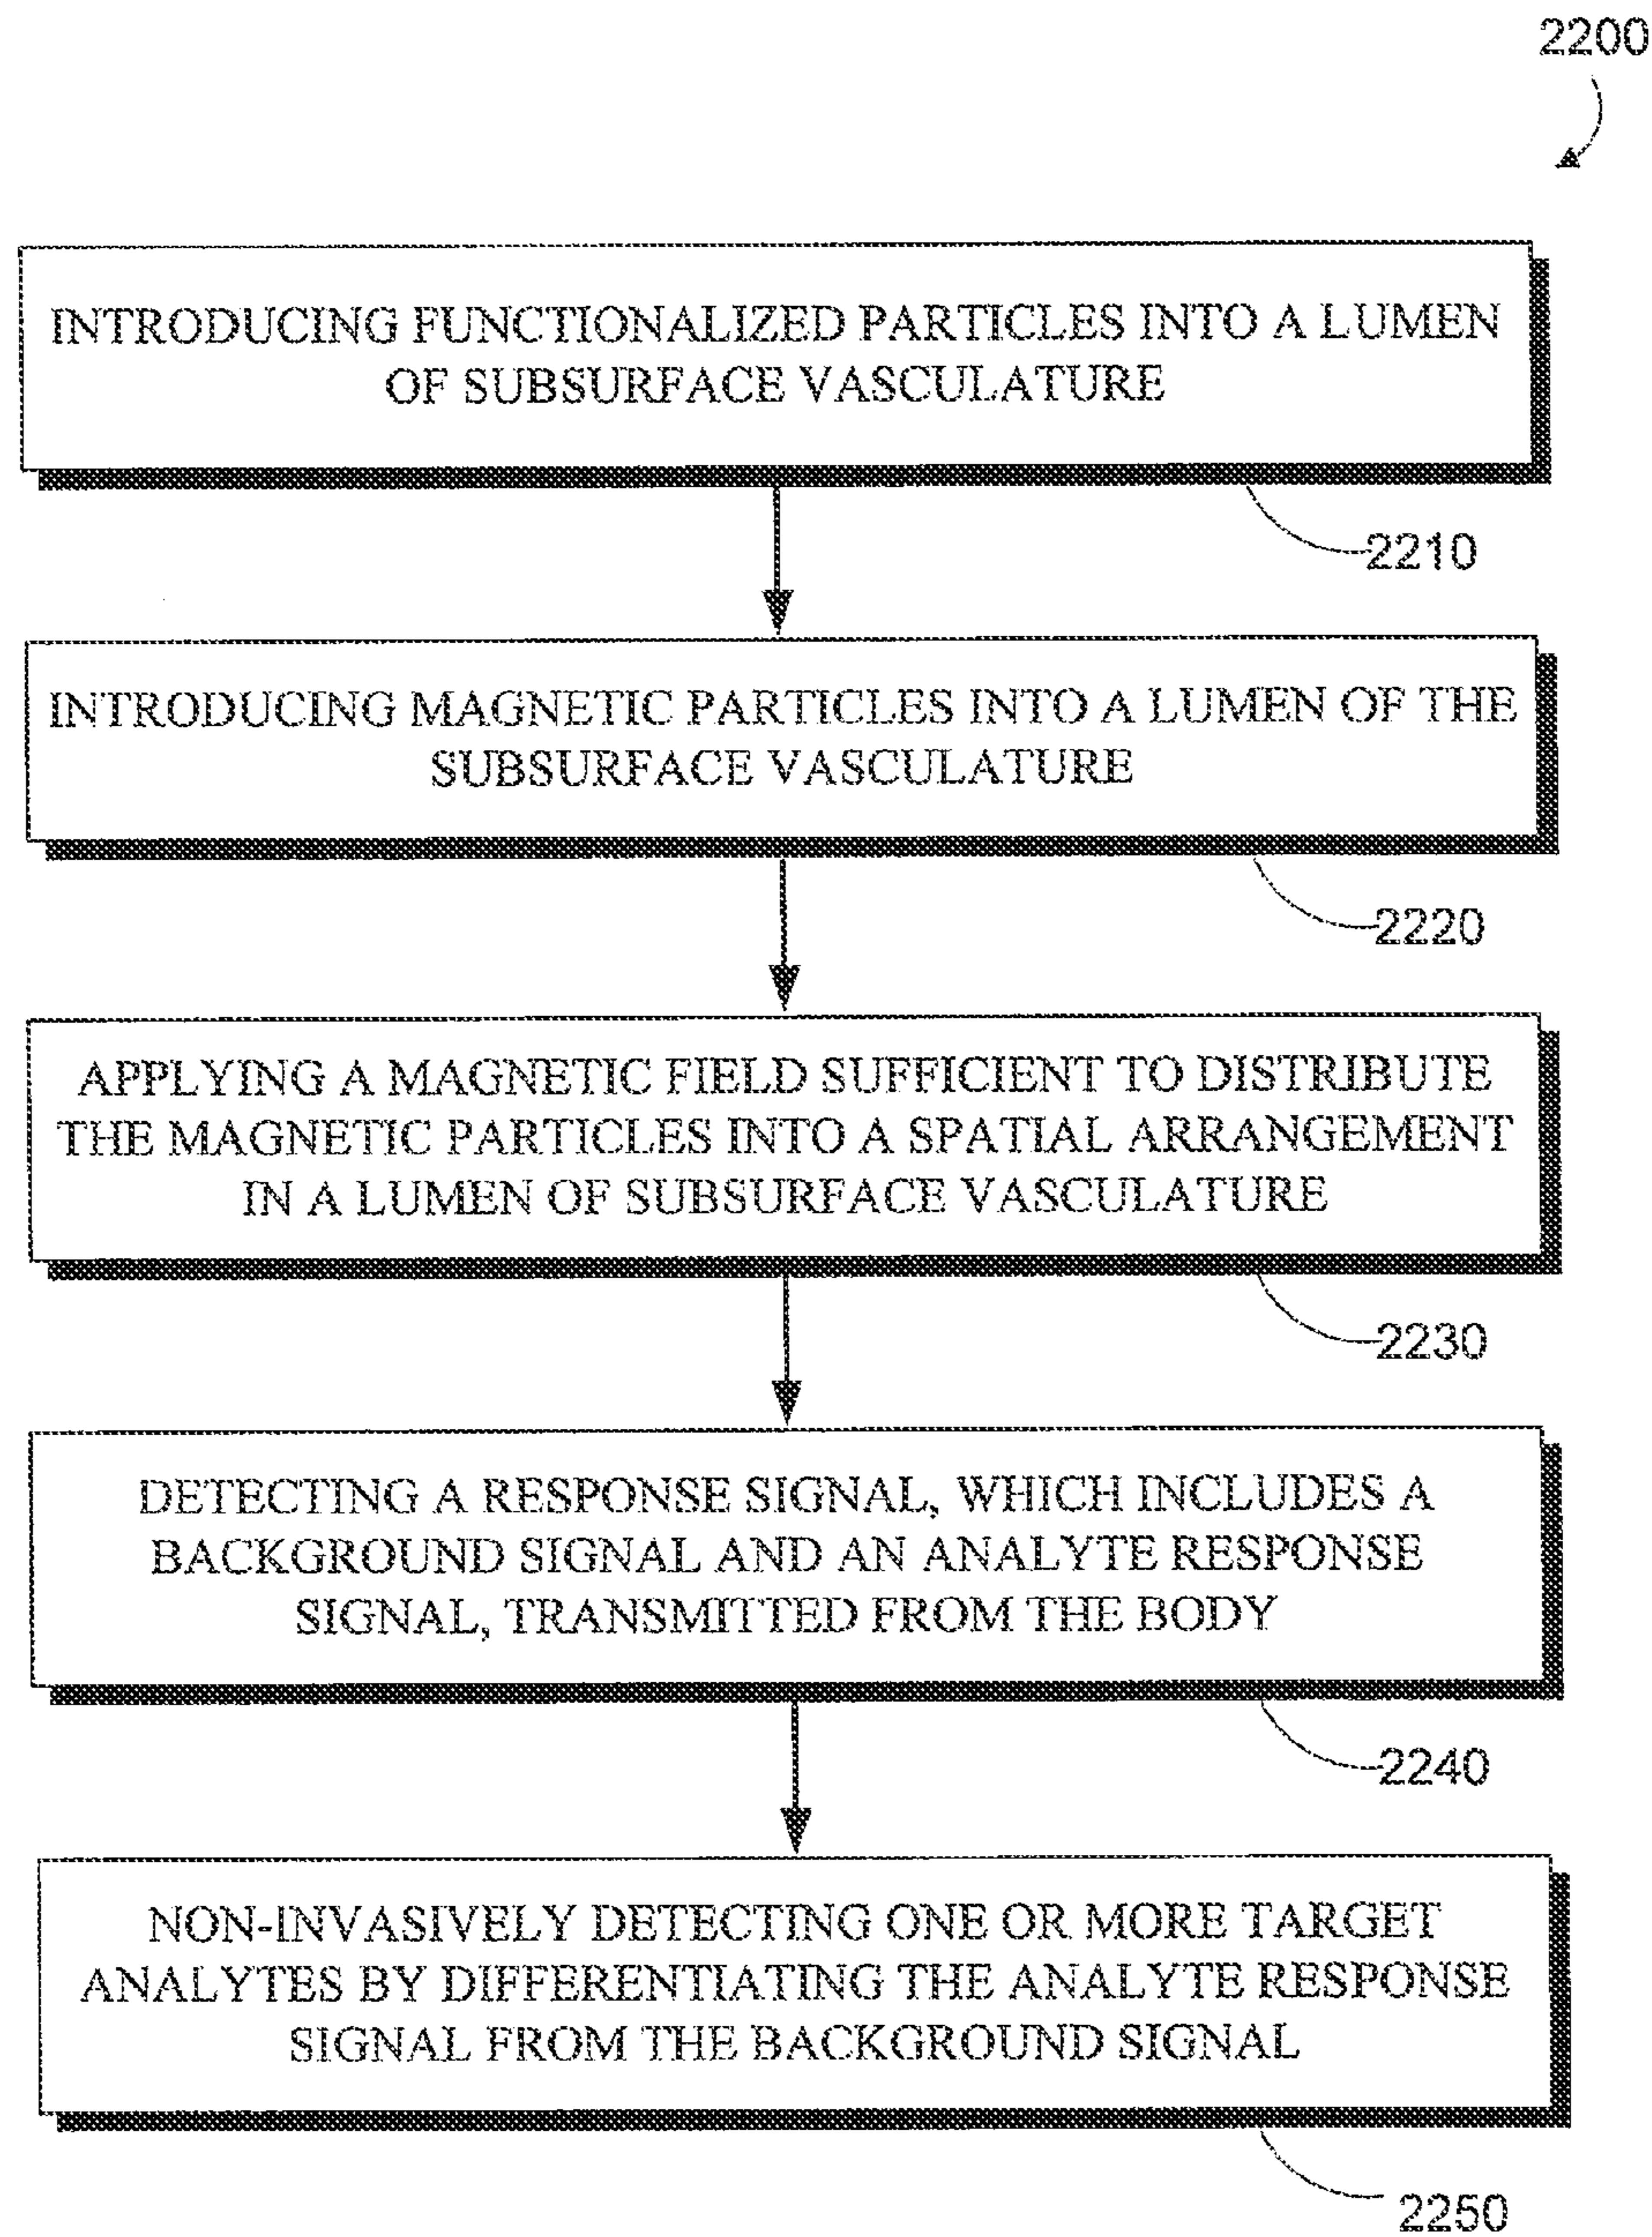 2200
INTRODUCING FUNCTIONALIZED PARTICLES INTO A LUMEN
OF SUBSURFACE VASCULATURE
2210
INTRODUCING MAGNETIC PARTICLES INTO A LUMEN OF THE
SUBSURFACE VASCULATURE
2220
APPLYING A MAGNETIC FIELD SUFFICIENT TO DISTRIBUTE
THE MAGNETIC PARTICLES INTO A SPATIAL ARRANGEMENT
IN A LUMEN OF SUBSURFACE VASCULATURE
2230
DETECTING A RESPONSE SIGNAL, WHICH INCLUDES A
BACKGROUND SIGNAL AND AN ANALYTE RESPONSE
SIGNAL, TRANSMITTED FROM THE BODY
2240
NON-INVASIVELY DETECTING ONE OR MORE TARGET
ANALYTES BY DIFFERENTIATING THE ANALYTE RESPONSE
SIGNAL FROM THE BACKGROUND SIGNAL
2250